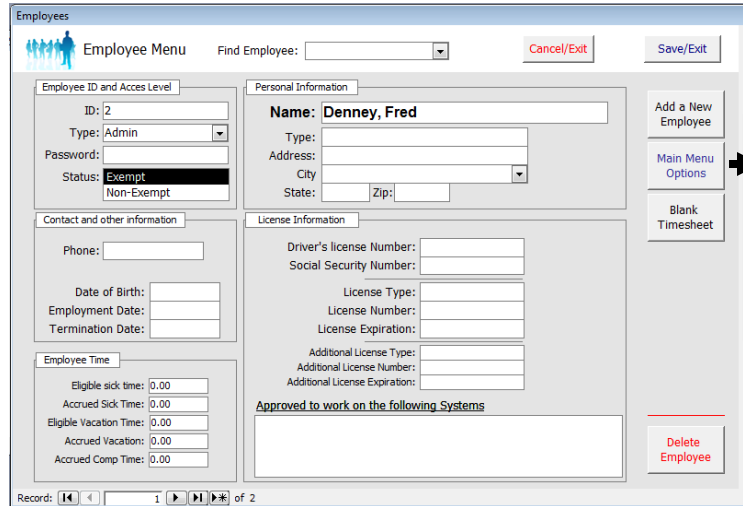 Employees
Employee Menu
Find Employee:
Cancel/Exit
Save/Exit
Employee ID and Acces Level
ID: 2
Type: Admin
Password:
Status: Exempt
Non-Exempt
Personal Information
Name: Denney, Fred
Type:
Address:
City
State: Zip:
Add a New
Employee
Main Menu
Options
Blank
Timesheet
Contact and other information
Phone:
Date of Birth:
Employment Date:
Termination Date:
License Information
Driver's license Number:
Social Security Number:
License Type:
License Number:
License Expiration:
Additional License Type:
Additional License Number:
Additional License Expiration:
Approved to work on the following Systems
Employee Time
Eligible sick time: 0.00
Accrued Sick Time: 0.00
Eligible Vacation Time: 0.00
Accrued Vacation: 0.00
Accrued Comp Time: 0.00
Delete
Employee
Record: 1 of 2